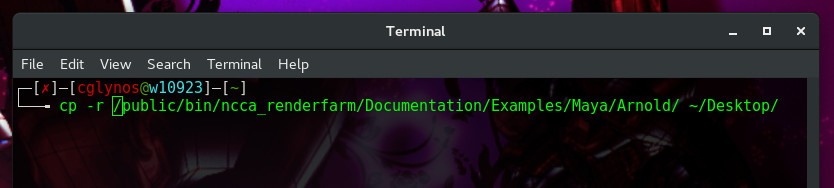 Terminal
File Edit View Search Terminal Help
┌─[✗]─[cglynos@w10923]─[~]
└──╼ cp -r /public/bin/ncca_renderfarm/Documentation/Examples/Maya/Arnold/ ~/Desktop/